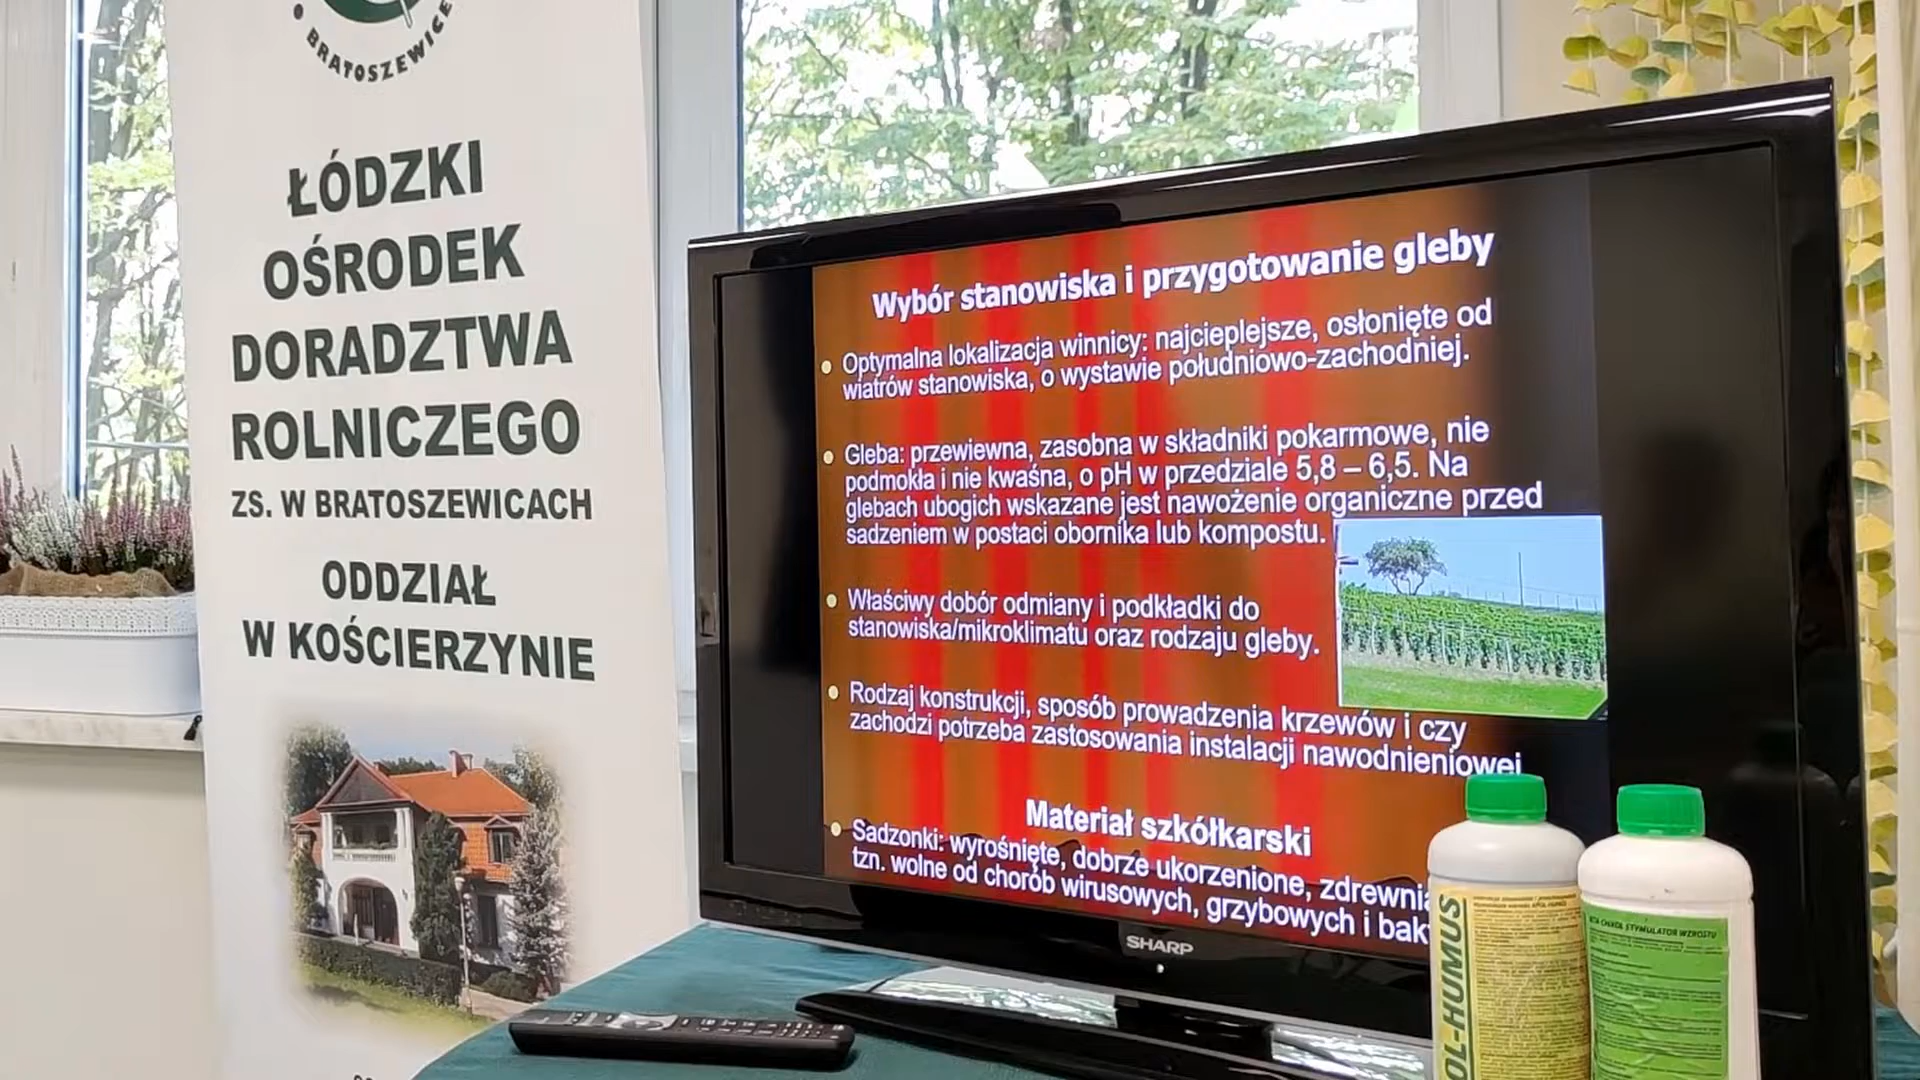 BRATOSZEWICE
ŁÓDZKI
OŚRODEK
DORADZTWA
ROLNICZEGO
ZS. W BRATOSZEWICACH
ODDZIAŁ
W KOŚCIERZYNIE
Wybór stanowiska i przygotowanie gleby
Optymalna lokalizacja winnicy: najcieplejsze, osłonięte od
wiatrów stanowiska, o wystawie południowo-zachodniej.
Gleba: przewiewna, zasobna w składniki pokarmowe, nie
podmokła i nie kwaśna, o pH w przedziale 5,8 – 6,5. Na
glebach ubogich wskazane jest nawożenie organiczne przed
sadzeniem w postaci obornika lub kompostu.
Właściwy dobór odmiany i podkładki do
stanowiska/mikroklimatu oraz rodzaju gleby.
Rodzaj konstrukcji, sposób prowadzenia krzewów i czy
zachodzi potrzeba zastosowania instalacji nawodnieniowej
Materiał szkółkarski
Sadzonki: wyrośnięte, dobrze ukorzenione, zdrewnia
tzn. wolne od chorób wirusowych, grzybowych i bak
SHARP
OL-HUMUS
STYMULATOR WZROSTU